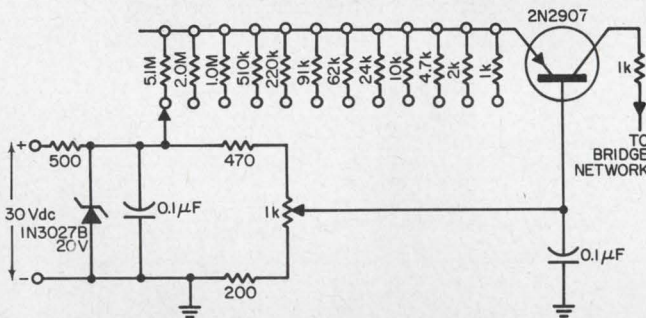 2N2907
5.1M
2.0M
1.0M
510k
220k
91k
62k
24k
10k
4.7k
2k
1k
1k
TO
BRIDGE
NETWORK
+
500
470
30 Vdc
1N3027B
20V
0.1μF
1k
0.1μF
-
200